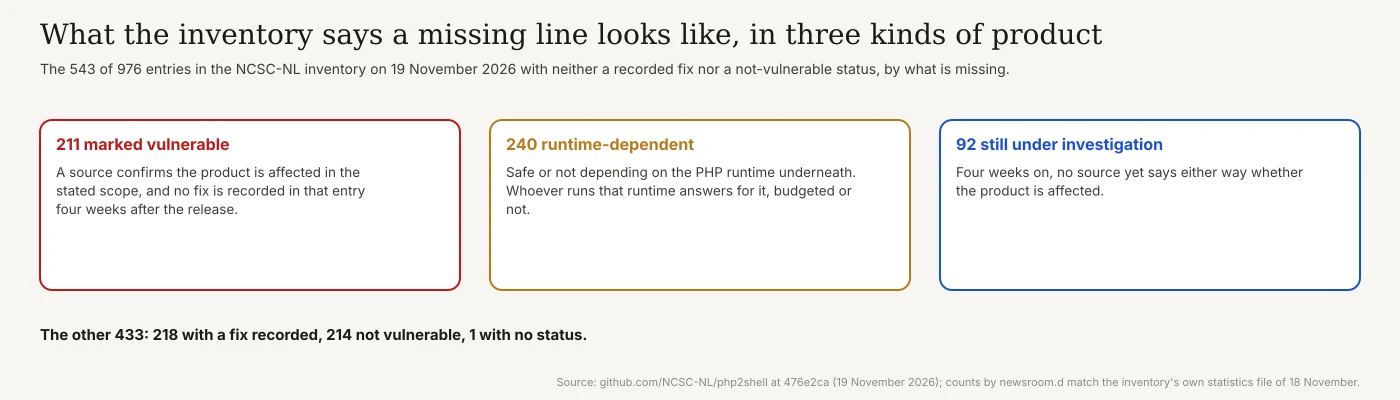 What the inventory says a missing line looks like, in three kinds of product
The 543 of 976 entries in the NCSC-NL inventory on 19 November 2026 with neither a recorded fix nor a not-vulnerable status, by what is missing.
211 marked vulnerable
A source confirms the product is affected in the
stated scope, and no fix is recorded in that entry
four weeks after the release.
240 runtime-dependent
Safe or not depending on the PHP runtime underneath.
Whoever runs that runtime answers for it, budgeted or
not.
92 still under investigation
Four weeks on, no source yet says either way whether
the product is affected.
The other 433: 218 with a fix recorded, 214 not vulnerable, 1 with no status.
Source: github.com/NCSC-NL/php2shell at 476e2ca (19 November 2026); counts by newsroom.d match the inventory's own statistics file of 18 November.